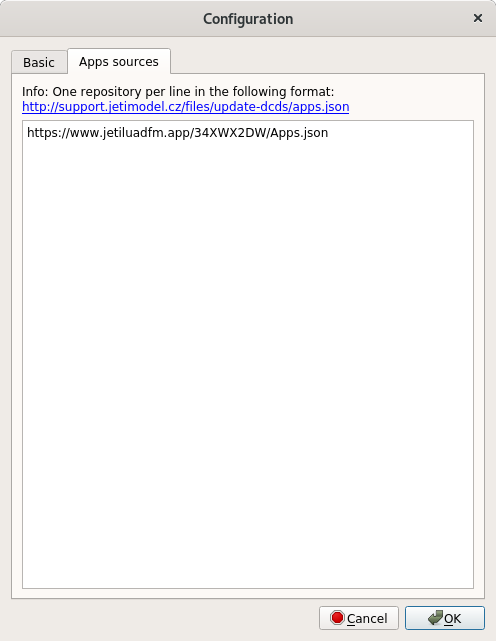 Configuration
×
Basic
Apps sources
Info: One repository per line in the following format:
http://support.jetimodel.cz/files/update-dcds/apps.json
https://www.jetiluadfm.app/34XWX2DW/Apps.json
Cancel
OK